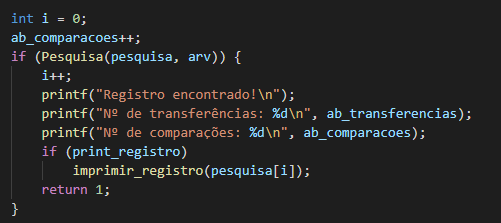 int i = 0;
ab_comparacoes++;
if (Pesquisa(pesquisa, arv)) {
    i++;
    printf("Registro encontrado!\n");
    printf("Nº de transferências: %d\n", ab_transferencias);
    printf("Nº de comparações: %d\n", ab_comparacoes);
    if (print_registro)
        imprimir_registro(pesquisa[i]);
    return 1;
}